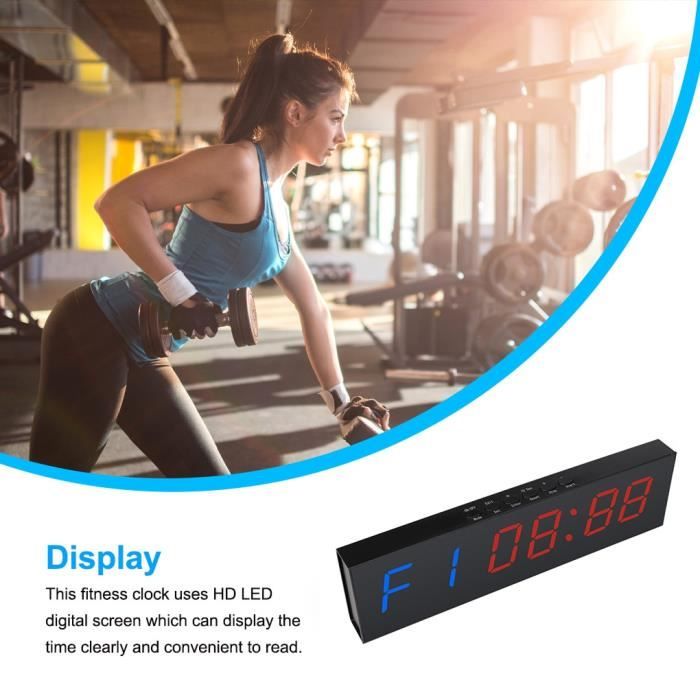 Display
This fitness clock uses HD LED
digital screen which can display the
time clearly and convenient to read.
F1 08:88